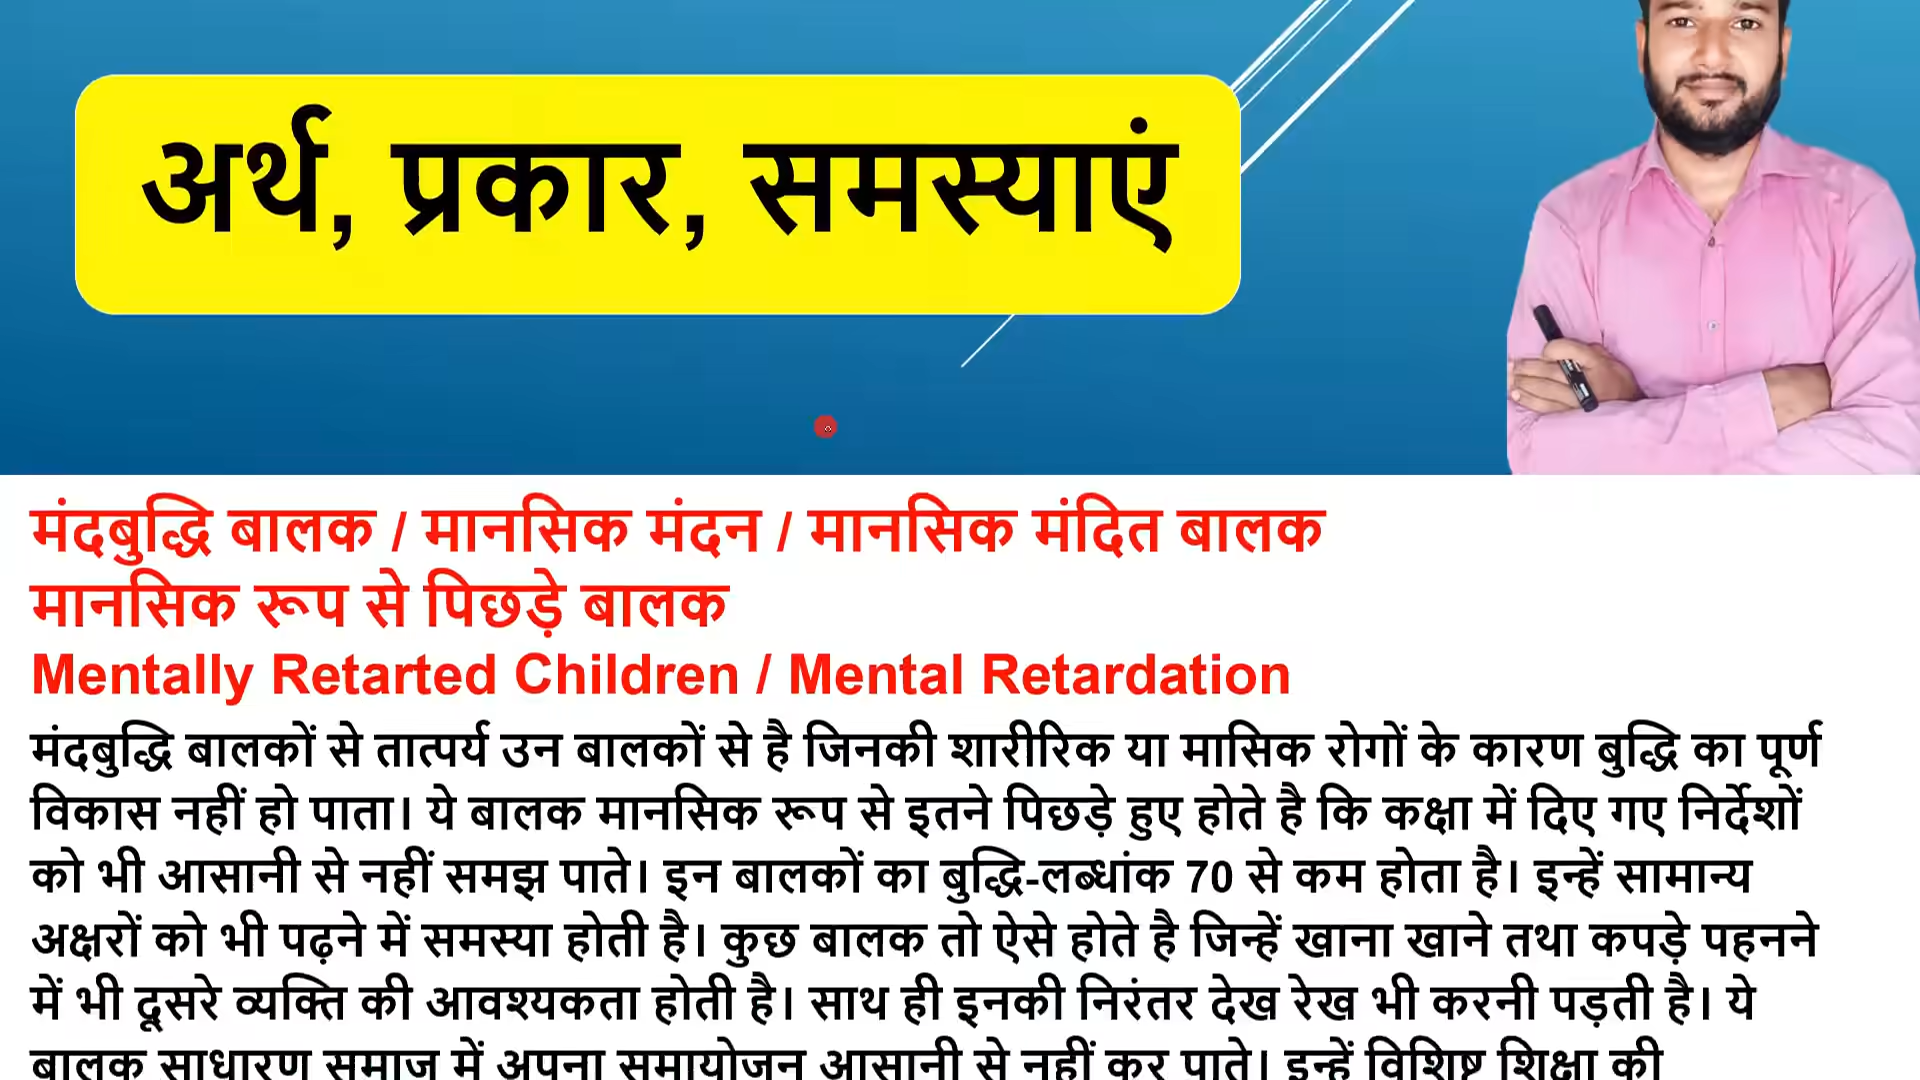 अर्थ, प्रकार, समस्याएं
मंदबुद्धि बालक / मानसिक मंदन / मानसिक मंदित बालक
मानसिक रूप से पिछड़े बालक
Mentally Retarted Children / Mental Retardation
मंदबुद्धि बालकों से तात्पर्य उन बालकों से है जिनकी शारीरिक या मासिक रोगों के कारण बुद्धि का पूर्ण
विकास नहीं हो पाता। ये बालक मानसिक रूप से इतने पिछड़े हुए होते है कि कक्षा में दिए गए निर्देशों
को भी आसानी से नहीं समझ पाते। इन बालकों का बुद्धि-लब्धांक 70 से कम होता है। इन्हें सामान्य
अक्षरों को भी पढ़ने में समस्या होती है। कुछ बालक तो ऐसे होते है जिन्हें खाना खाने तथा कपड़े पहनने
में भी दूसरे व्यक्ति की आवश्यकता होती है। साथ ही इनकी निरंतर देख रेख भी करनी पड़ती है। ये
बालक साधारण समाज में अपना समायोजन आसानी से नहीं कर पाते। इन्हें विशिष्ट शिक्षा की